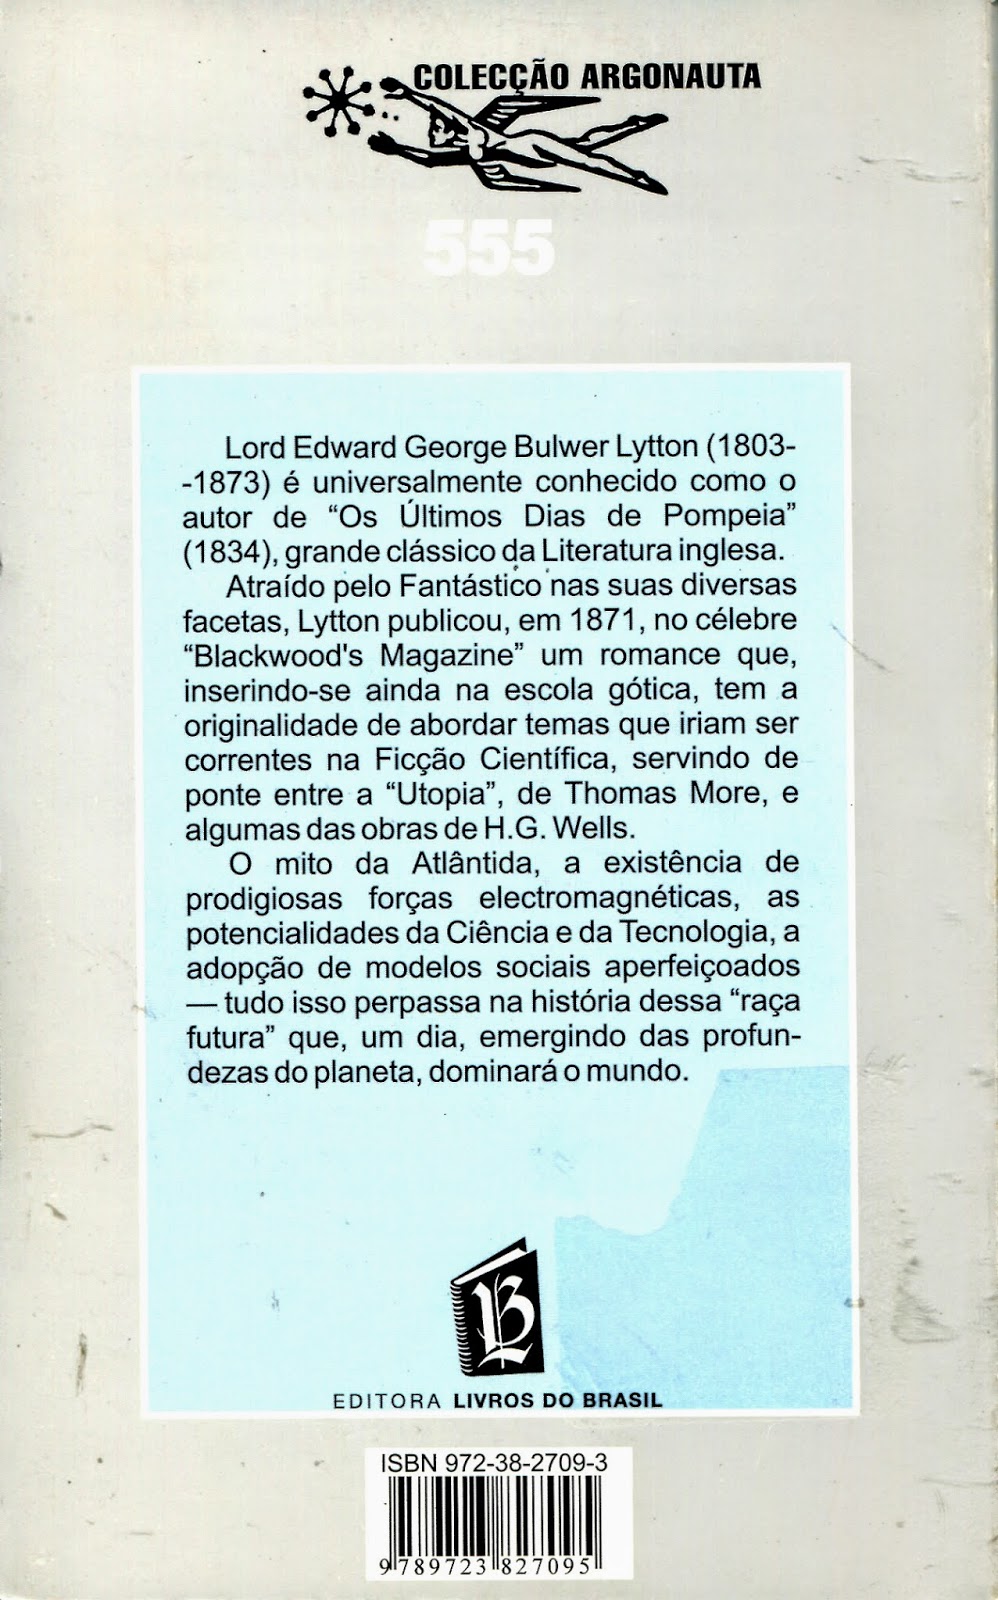 COLECÇÃO ARGONAUTA
555
Lord Edward George Bulwer Lytton (1803-
-1873) é universalmente conhecido como o
autor de “Os Últimos Dias de Pompeia”
(1834), grande clássico da Literatura inglesa.
Atraído pelo Fantástico nas suas diversas
facetas, Lytton publicou, em 1871, no célebre
“Blackwood's Magazine” um romance que,
inserindo-se ainda na escola gótica, tem a
originalidade de abordar temas que iriam ser
correntes na Ficção Científica, servindo de
ponte entre a “Utopia”, de Thomas More, e
algumas das obras de H.G. Wells.
O mito da Atlântida, a existência de
prodigiosas forças electromagnéticas, as
potencialidades da Ciência e da Tecnologia, a
adopção de modelos sociais aperfeiçoados
— tudo isso perpassa na história dessa “raça
futura” que, um dia, emergindo das profun-
dezas do planeta, dominará o mundo.
LB
EDITORA LIVROS DO BRASIL
ISBN 972-38-2709-3
9 789723 827095